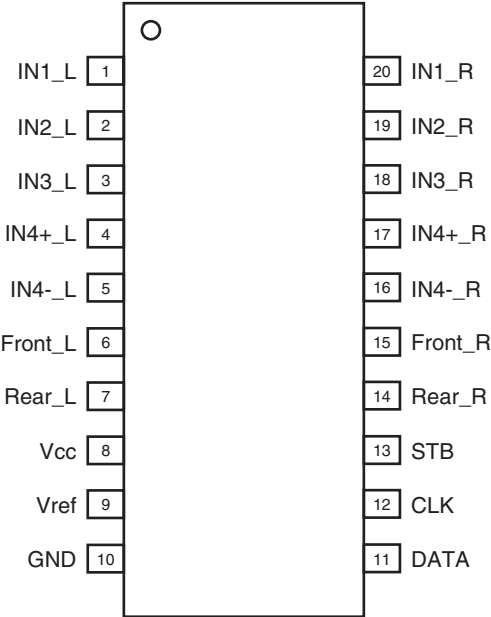 IN1_L 1 20 IN1_R
IN2_L 2 19 IN2_R
IN3_L 3 18 IN3_R
IN4+_L 4 17 IN4+_R
IN4-_L 5 16 IN4-_R
Front_L 6 15 Front_R
Rear_L 7 14 Rear_R
Vcc 8 13 STB
Vref 9 12 CLK
GND 10 11 DATA